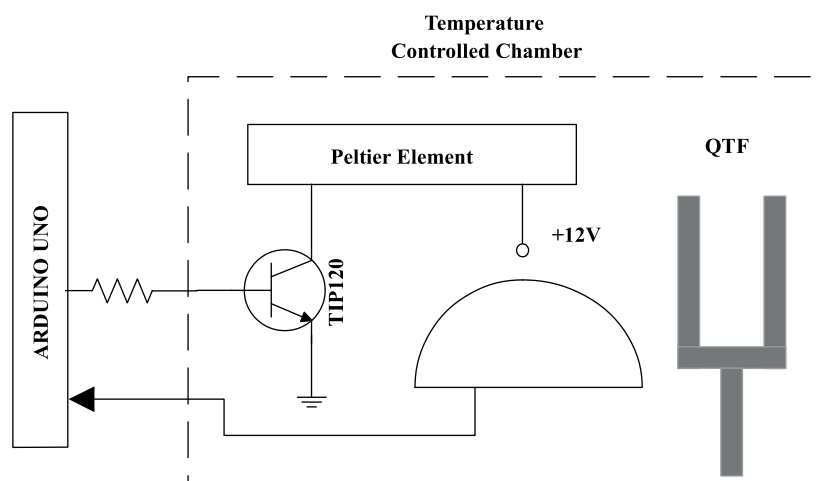 Temperature
Controlled Chamber
Peltier Element
QTF
+12V
TIP120
ARDUINO UNO